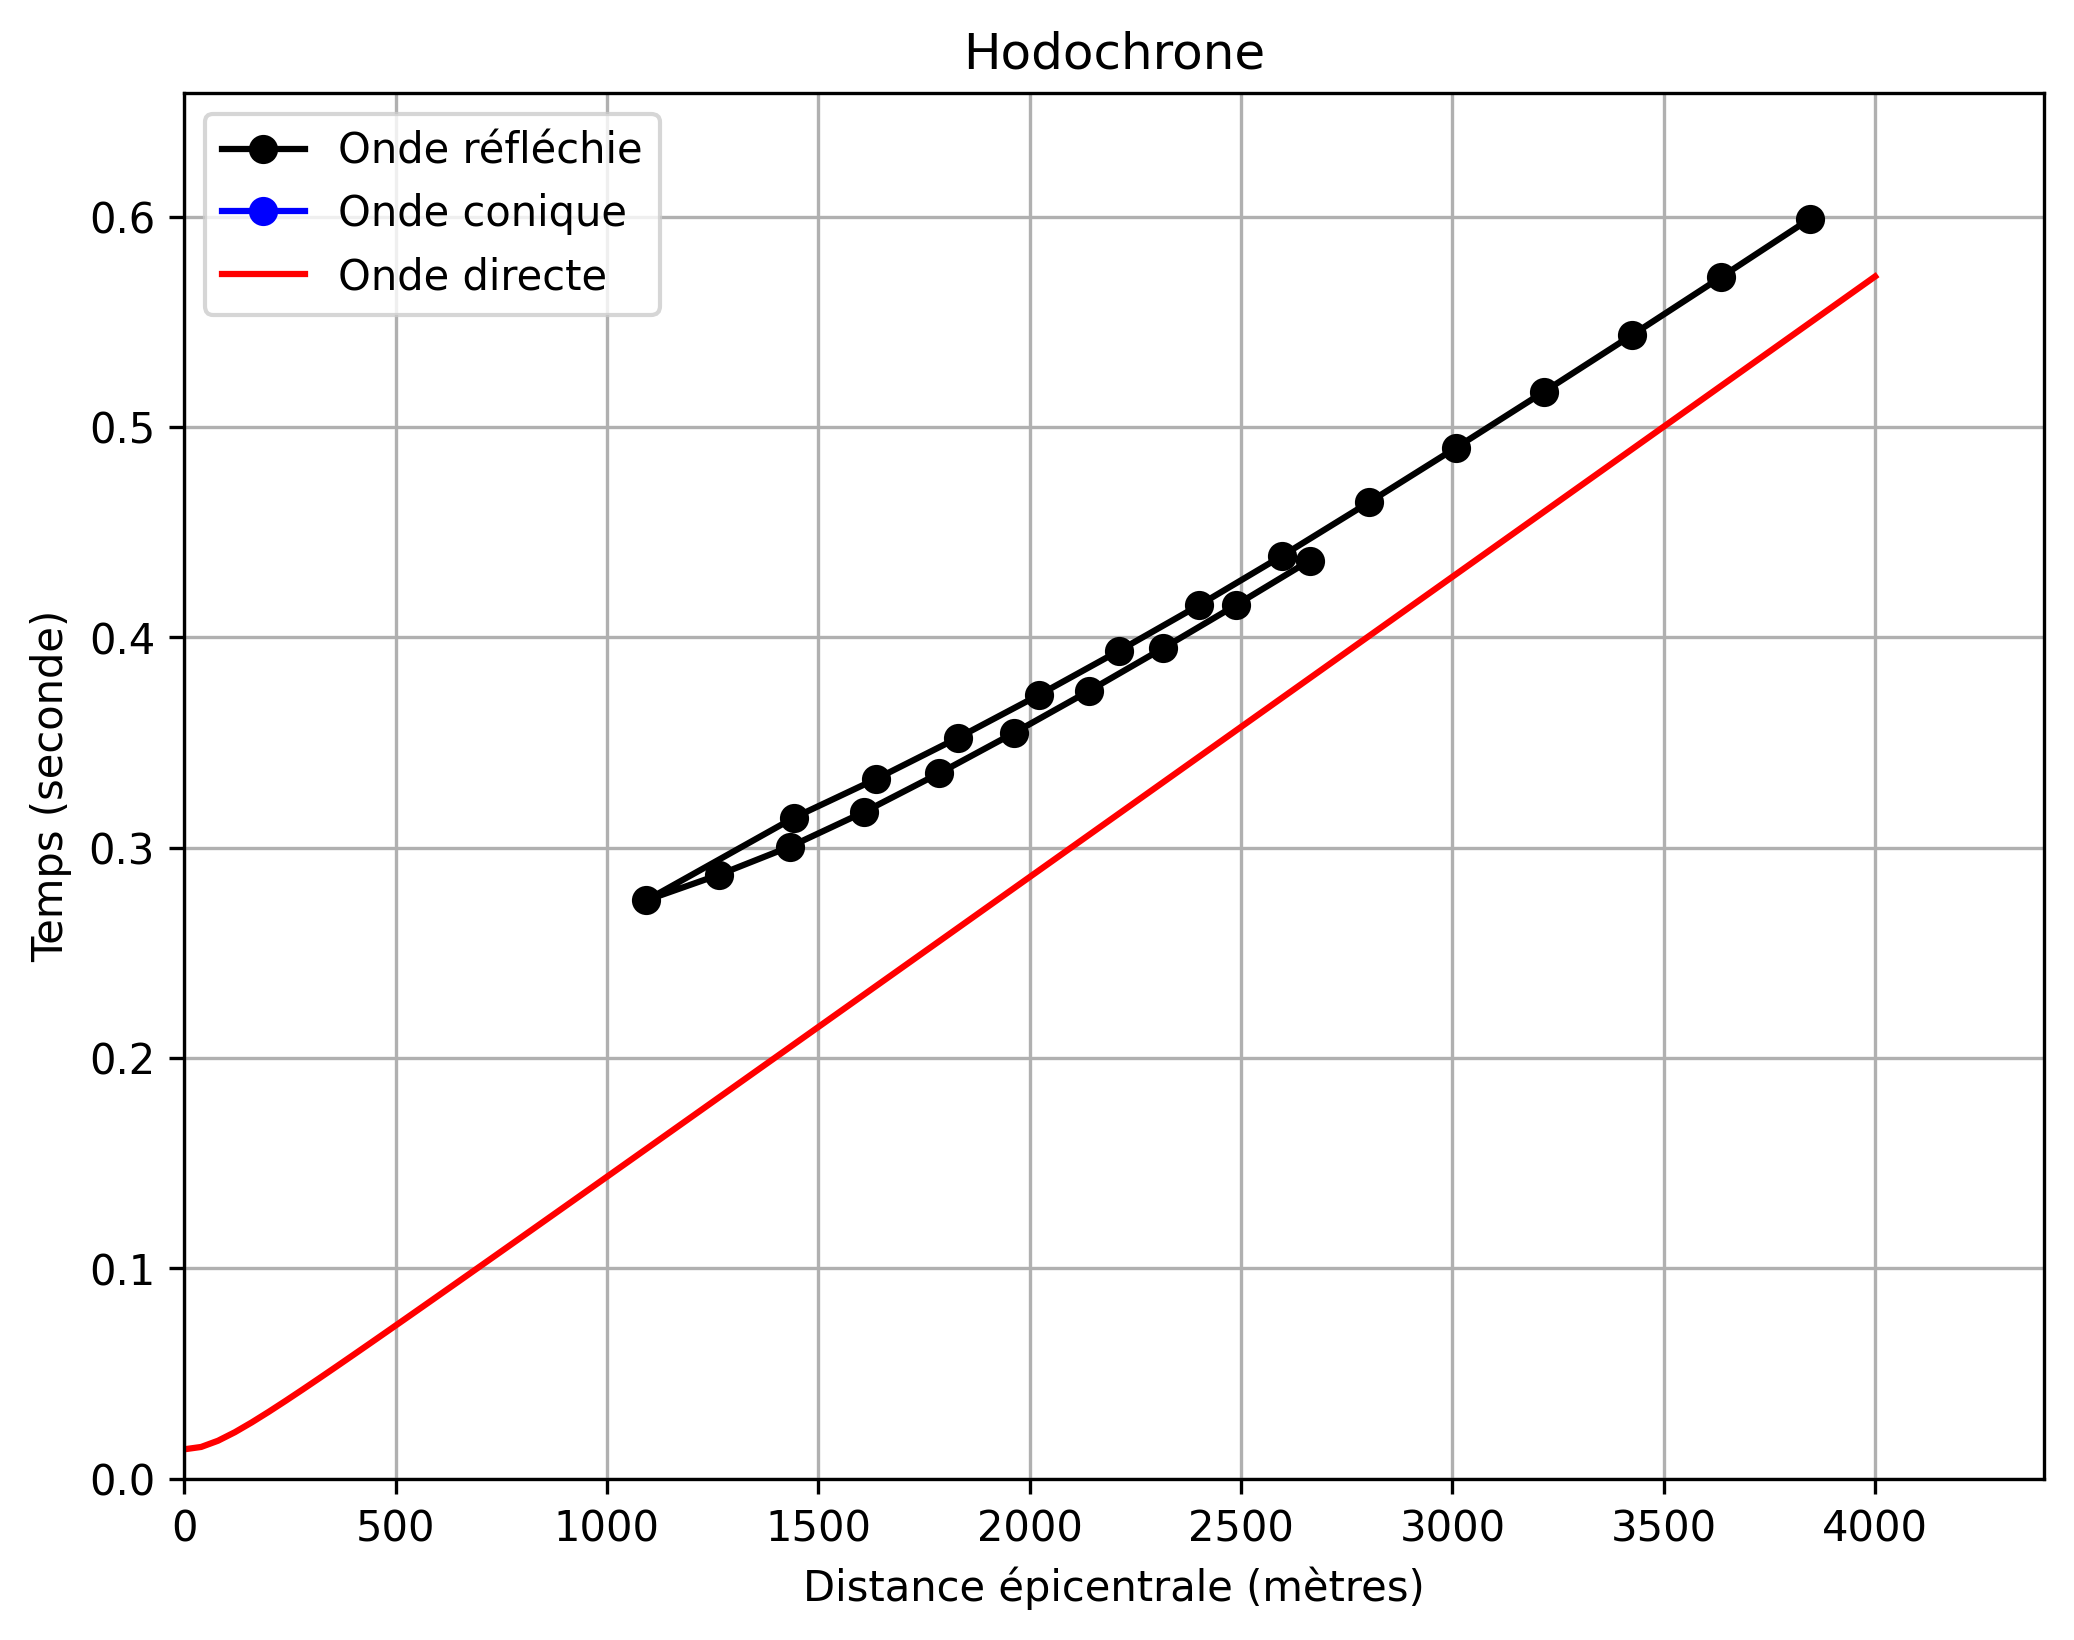 Hodochrone
Onde réfléchie
Onde conique
Onde directe
0.6
0.5
0.4
0.3
0.2
0.1
0.0
Temps (seconde)
0 500 1000 1500 2000 2500 3000 3500 4000
Distance épicentrale (mètres)